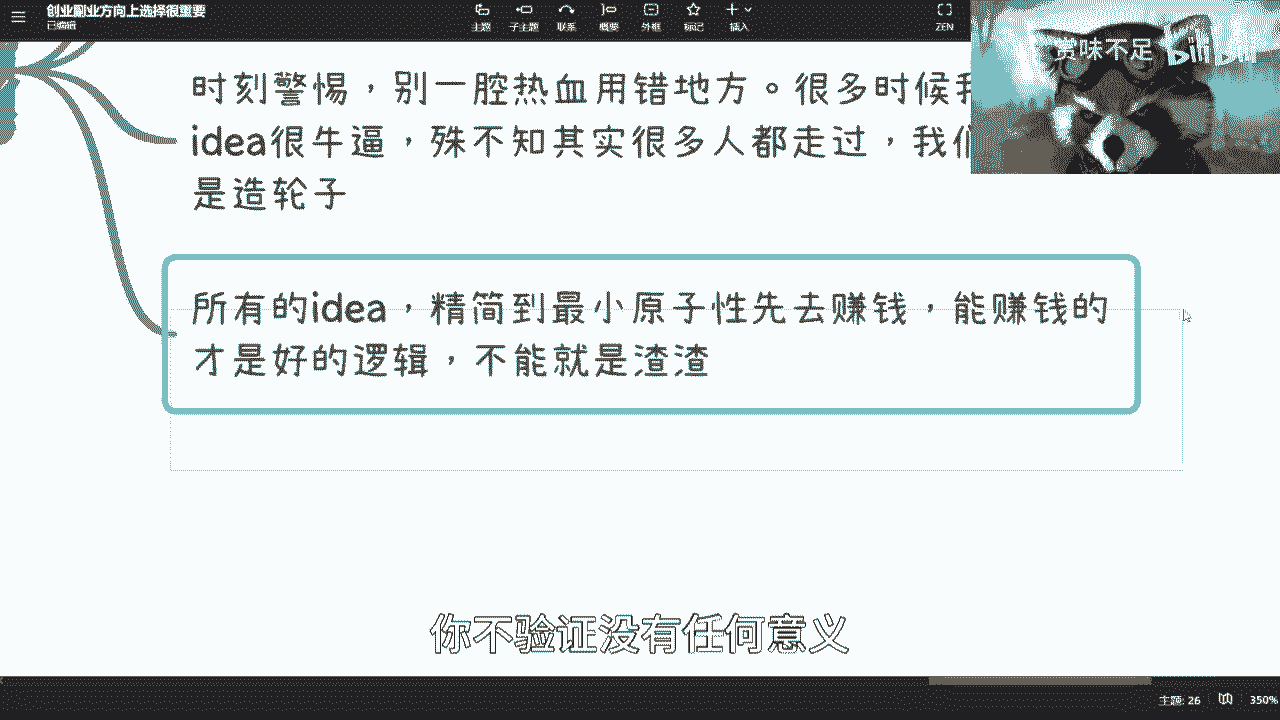 创业副业方向上选择很重要
已编辑
主题
子主题
联系
概要
外框
标记
插入
ZEN
赏味不足
bilibili
时刻警惕，别一腔热血用错地方。很多时候我
idea很牛逼，殊不知其实很多人都走过，我们
是造轮子
所有的idea，精简到最小原子性先去赚钱，能赚钱的
才是好的逻辑，不能就是渣渣
你不验证没有任何意义
主题: 26
350%